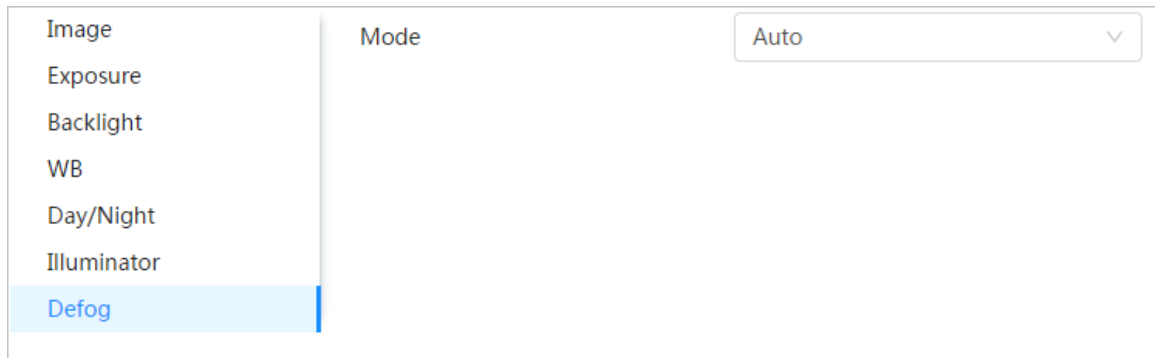 Image
Mode
Auto
Exposure
Backlight
WB
Day/Night
Illuminator
Defog